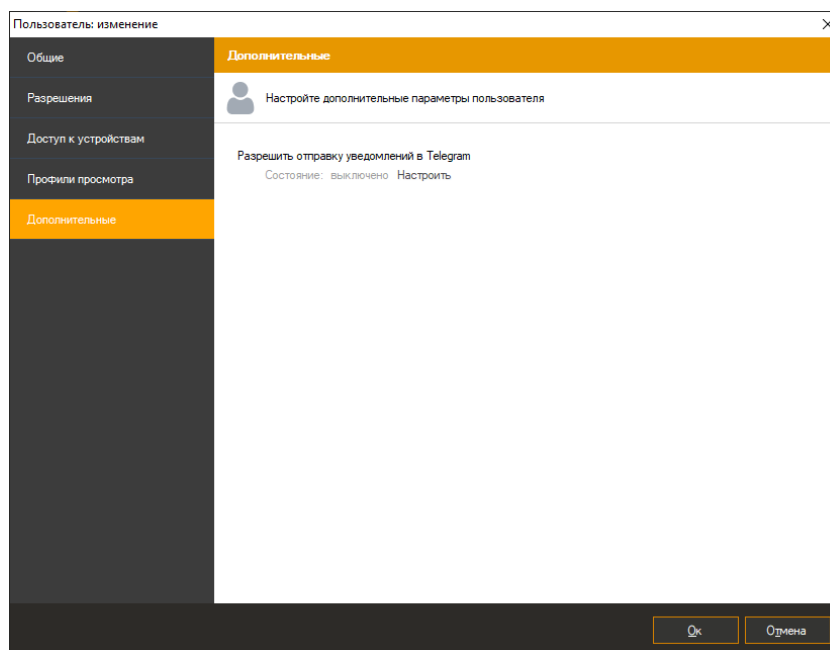 Пользователь: изменение
Общие
Разрешения
Доступ к устройствам
Профили просмотра
Дополнительные
Дополнительные
Настройте дополнительные параметры пользователя
Разрешить отправку уведомлений в Telegram
Состояние: выключено Настроить
Ок
Отмена